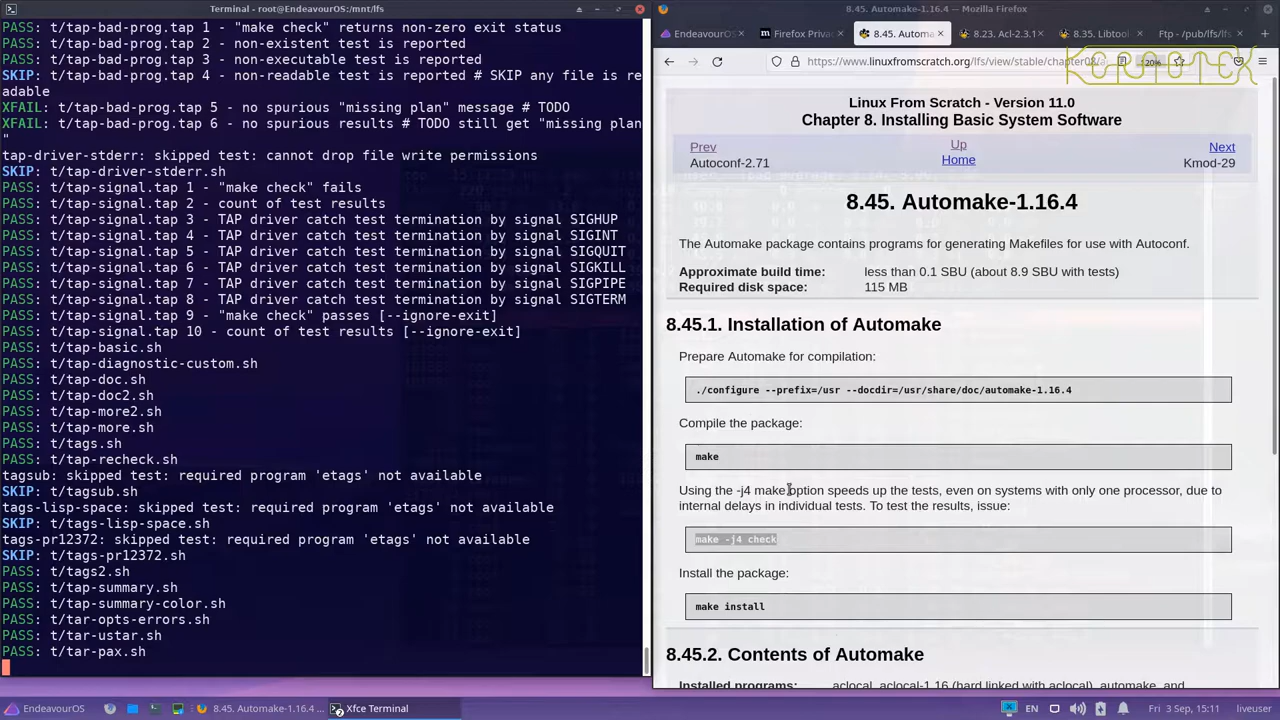 Terminal - root@EndeavourOS:/mnt/lfs
PASS: t/tap-bad-prog.tap 1 - "make check" returns non-zero exit status
PASS: t/tap-bad-prog.tap 2 - non-existent test is reported
PASS: t/tap-bad-prog.tap 3 - non-executable test is reported
SKIP: t/tap-bad-prog.tap 4 - non-readable test is reported # SKIP any file is re
adable
XFAIL: t/tap-bad-prog.tap 5 - no spurious "missing plan" message # TODO
XFAIL: t/tap-bad-prog.tap 6 - no spurious results # TODO still get "missing plan
"
tap-driver-stderr: skipped test: cannot drop file write permissions
SKIP: t/tap-driver-stderr.sh
PASS: t/tap-signal.tap 1 - "make check" fails
PASS: t/tap-signal.tap 2 - count of test results
PASS: t/tap-signal.tap 3 - TAP driver catch test termination by signal SIGHUP
PASS: t/tap-signal.tap 4 - TAP driver catch test termination by signal SIGINT
PASS: t/tap-signal.tap 5 - TAP driver catch test termination by signal SIGQUIT
PASS: t/tap-signal.tap 6 - TAP driver catch test termination by signal SIGKILL
PASS: t/tap-signal.tap 7 - TAP driver catch test termination by signal SIGPIPE
PASS: t/tap-signal.tap 8 - TAP driver catch test termination by signal SIGTERM
PASS: t/tap-signal.tap 9 - "make check" passes [--ignore-exit]
PASS: t/tap-signal.tap 10 - count of test results [--ignore-exit]
PASS: t/tap-basic.sh
PASS: t/tap-diagnostic-custom.sh
PASS: t/tap-doc.sh
PASS: t/tap-doc2.sh
PASS: t/tap-more2.sh
PASS: t/tap-more.sh
PASS: t/tags.sh
PASS: t/tap-recheck.sh
tagsub: skipped test: required program 'etags' not available
SKIP: t/tagsub.sh
tags-lisp-space: skipped test: required program 'etags' not available
SKIP: t/tags-lisp-space.sh
tags-pr12372: skipped test: required program 'etags' not available
SKIP: t/tags-pr12372.sh
PASS: t/tags2.sh
PASS: t/tap-summary.sh
PASS: t/tap-summary-color.sh
PASS: t/tar-opts-errors.sh
PASS: t/tar-ustar.sh
PASS: t/tar-pax.sh
8.45. Automake-1.16.4 — Mozilla Firefox
EndeavourOS
Firefox Priva
8.45. Automa
8.23. Acl-2.3.1
8.35. Libtool
Ftp - /pub/lfs/lf
https://www.linuxfromscratch.org/lfs/view/stable/chapter08/
120%
Linux From Scratch - Version 11.0
Chapter 8. Installing Basic System Software
Prev
Autoconf-2.71
Up
Home
Next
Kmod-29
8.45. Automake-1.16.4
The Automake package contains programs for generating Makefiles for use with Autoconf.
Approximate build time: less than 0.1 SBU (about 8.9 SBU with tests)
Required disk space: 115 MB
8.45.1. Installation of Automake
Prepare Automake for compilation:
./configure --prefix=/usr --docdir=/usr/share/doc/automake-1.16.4
Compile the package:
make
Using the -j4 make option speeds up the tests, even on systems with only one processor, due to
internal delays in individual tests. To test the results, issue:
make -j4 check
Install the package:
make install
8.45.2. Contents of Automake
Installed programs: aclocal, aclocal-1.16 (hard linked with aclocal), automake, and
EndeavourOS
8.45. Automake-1.16.4 ...
2
Xfce Terminal
EN
Fri 3 Sep, 15:11
liveuser